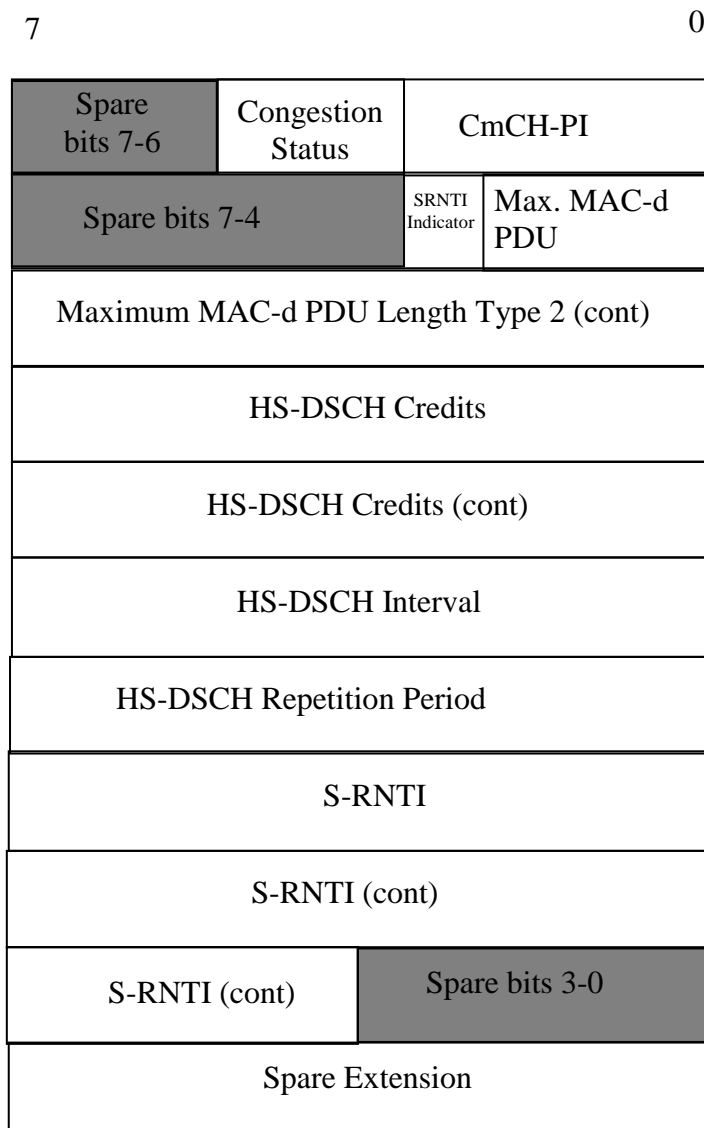 7 0
Spare
bits 7-6
Congestion
Status
CmCH-PI
Spare bits 7-4
SRNTI
Indicator
Max. MAC-d
PDU
Maximum MAC-d PDU Length Type 2 (cont)
HS-DSCH Credits
HS-DSCH Credits (cont)
HS-DSCH Interval
HS-DSCH Repetition Period
S-RNTI
S-RNTI (cont)
S-RNTI (cont)
Spare bits 3-0
Spare Extension